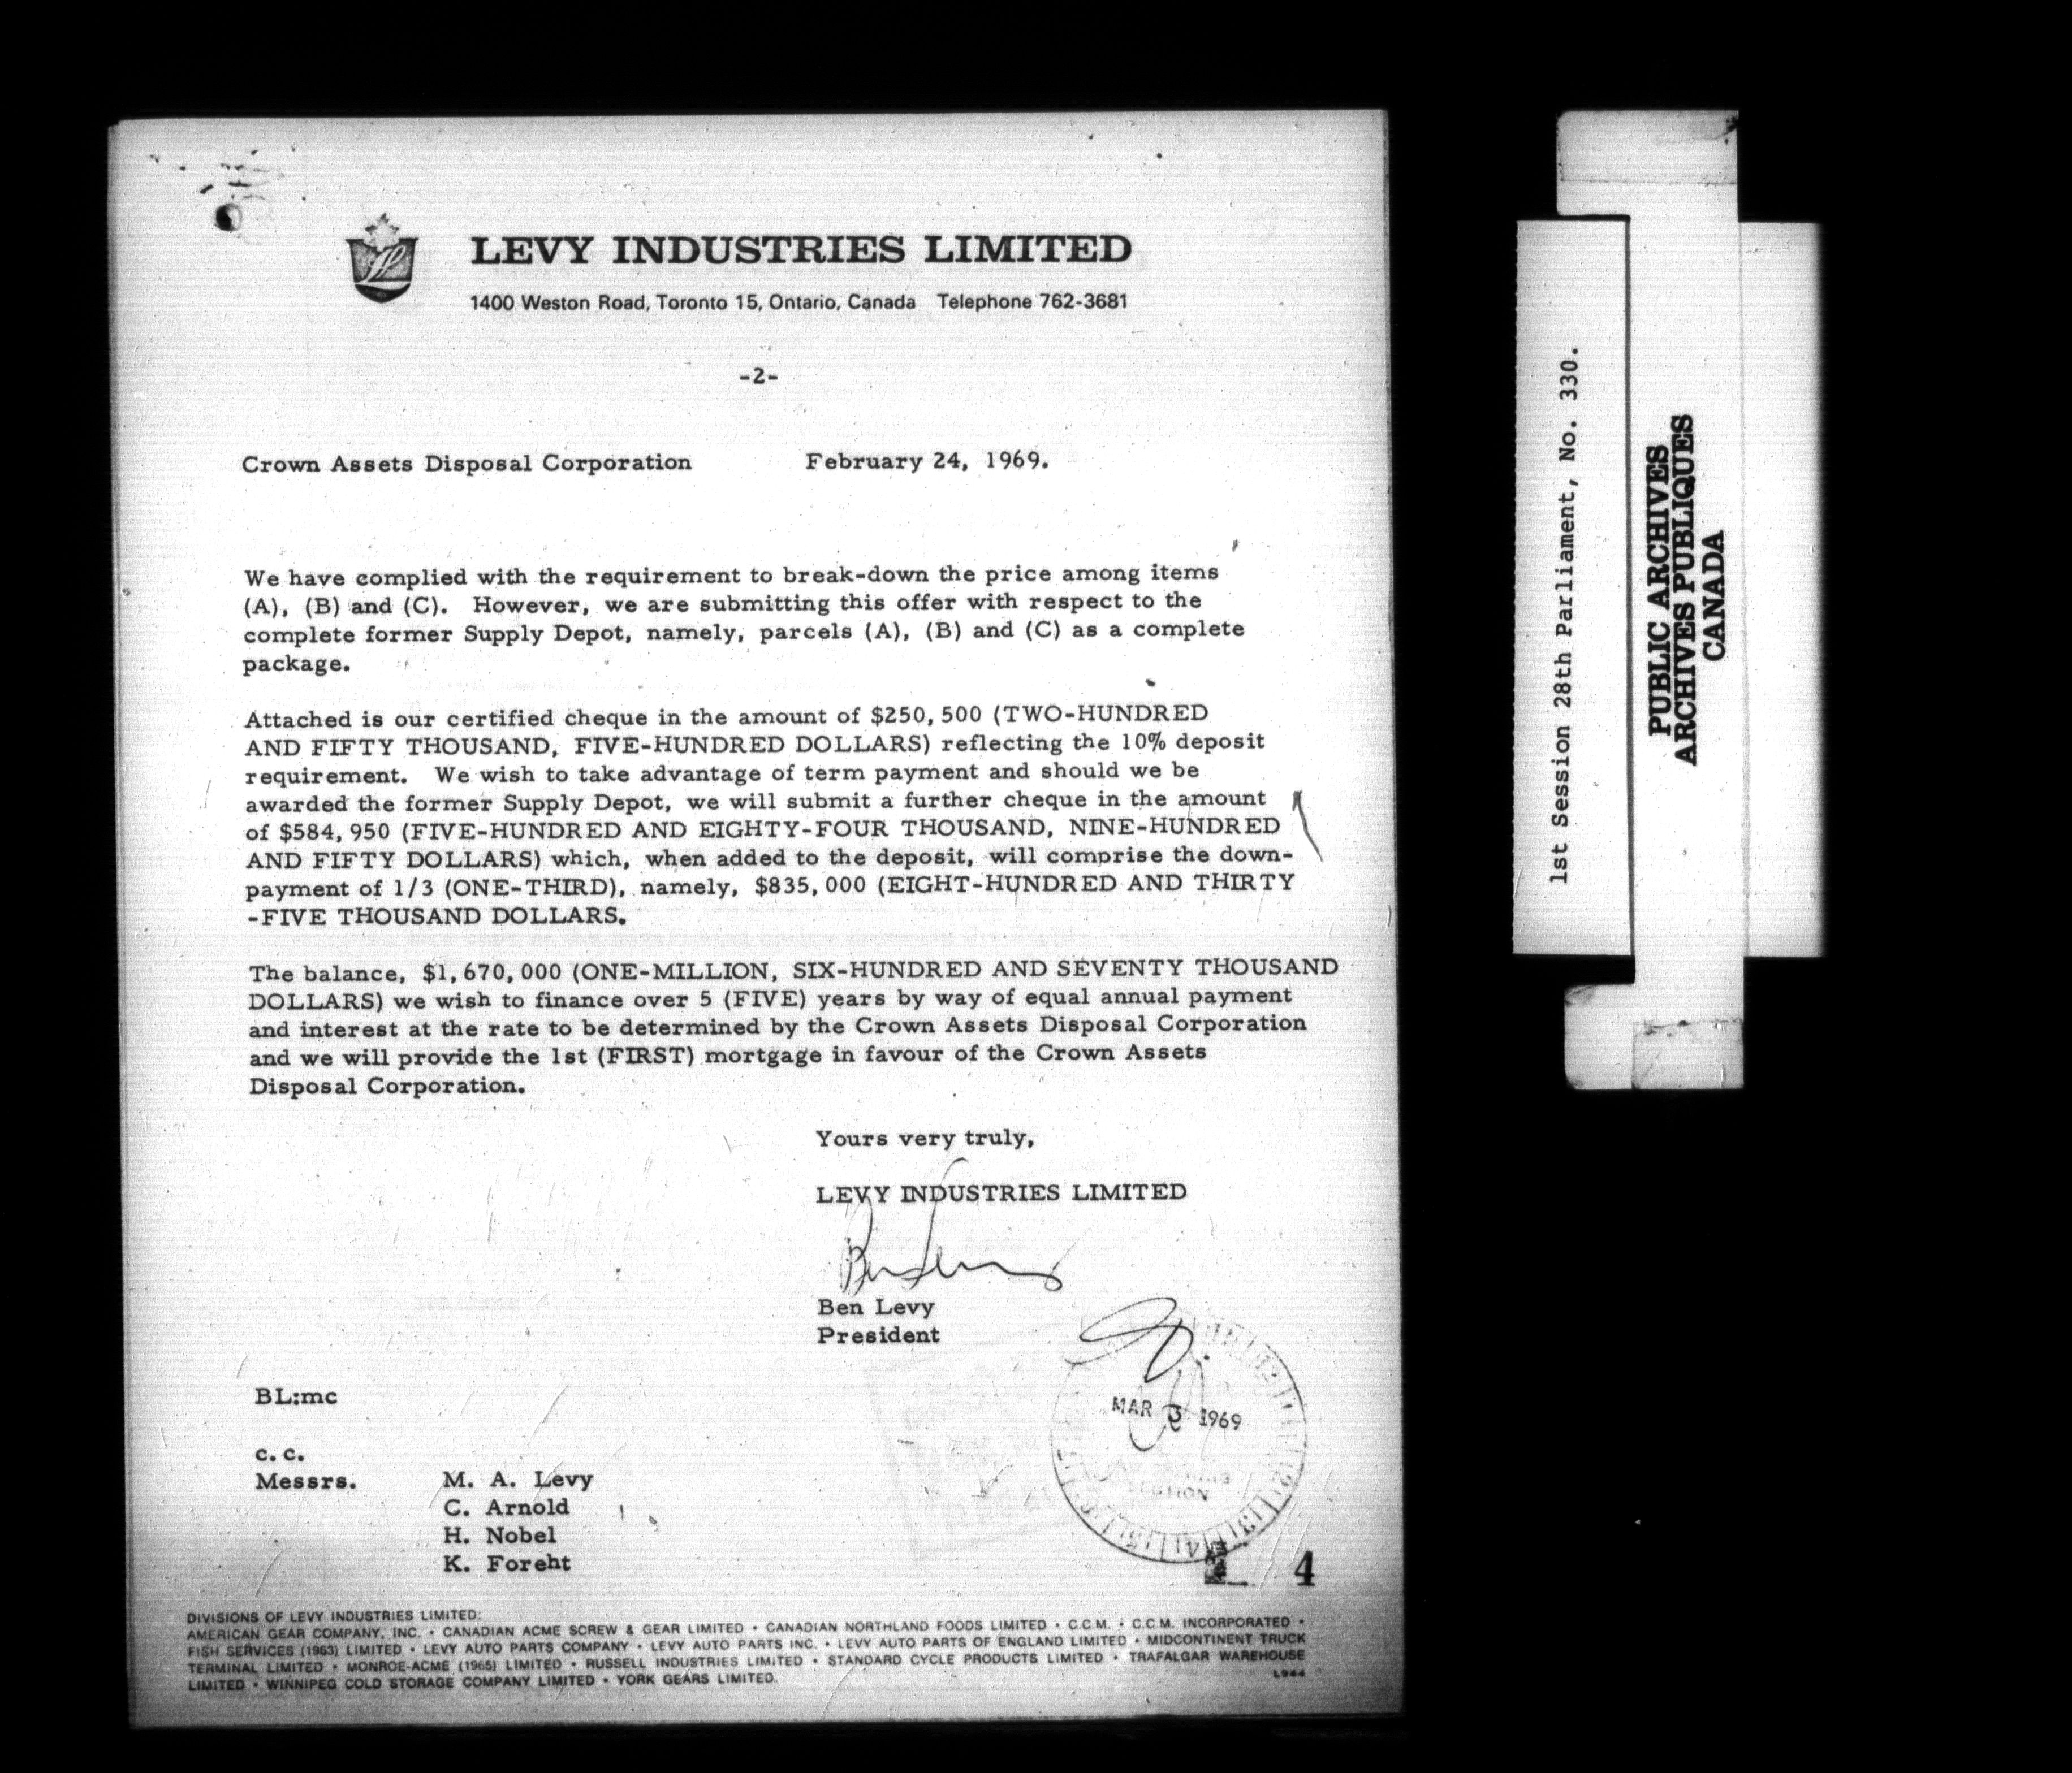 LEVY INDUSTRIES LIMITED
1400 Weston Road, Toronto 15, Ontario, Canada Telephone 762-3681
-2-
Crown Assets Disposal Corporation February 24, 1969.
We have complied with the requirement to break-down the price among items
(A), (B) and (C). However, we are submitting this offer with respect to the
complete former Supply Depot, namely, parcels (A), (B) and (C) as a complete
package.
Attached is our certified cheque in the amount of $250,500 (TWO-HUNDRED
AND FIFTY THOUSAND, FIVE-HUNDRED DOLLARS) reflecting the 10% deposit
requirement. We wish to take advantage of term payment and should we be
awarded the former Supply Depot, we will submit a further cheque in the amount
of $584,950 (FIVE-HUNDRED AND EIGHTY-FOUR THOUSAND, NINE-HUNDRED
AND FIFTY DOLLARS) which, when added to the deposit, will comprise the down-
payment of 1/3 (ONE-THIRD), namely, $835,000 (EIGHT-HUNDRED AND THIRTY
-FIVE THOUSAND DOLLARS.
The balance, $1,670,000 (ONE-MILLION, SIX-HUNDRED AND SEVENTY THOUSAND
DOLLARS) we wish to finance over 5 (FIVE) years by way of equal annual payment
and interest at the rate to be determined by the Crown Assets Disposal Corporation
and we will provide the 1st (FIRST) mortgage in favour of the Crown Assets
Disposal Corporation.
Yours very truly,
LEVY INDUSTRIES LIMITED
Ben Levy
Ben Levy
President
MAR 3 1969
BL:mc
c.c.
Messrs. M. A. Levy
C. Arnold
H. Nobel
K. Foreht
4
DIVISIONS OF LEVY INDUSTRIES LIMITED:
AMERICAN GEAR COMPANY, INC. • CANADIAN ACME SCREW & GEAR LIMITED • CANADIAN NORTHLAND FOODS LIMITED • C.C.M. • C.C.M. INCORPORATED •
FISH SERVICES (1963) LIMITED • LEVY AUTO PARTS COMPANY • LEVY AUTO PARTS INC. • LEVY AUTO PARTS OF ENGLAND LIMITED • MIDCONTINENT TRUCK
TERMINAL LIMITED • MONROE-ACME (1965) LIMITED • RUSSELL INDUSTRIES LIMITED • STANDARD CYCLE PRODUCTS LIMITED • TRAFALGAR WAREHOUSE
LIMITED • WINNIPEG COLD STORAGE COMPANY LIMITED • YORK GEARS LIMITED.
L944
1st Session 28th Parliament, No. 330.
PUBLIC ARCHIVES
ARCHIVES PUBLIQUES
CANADA